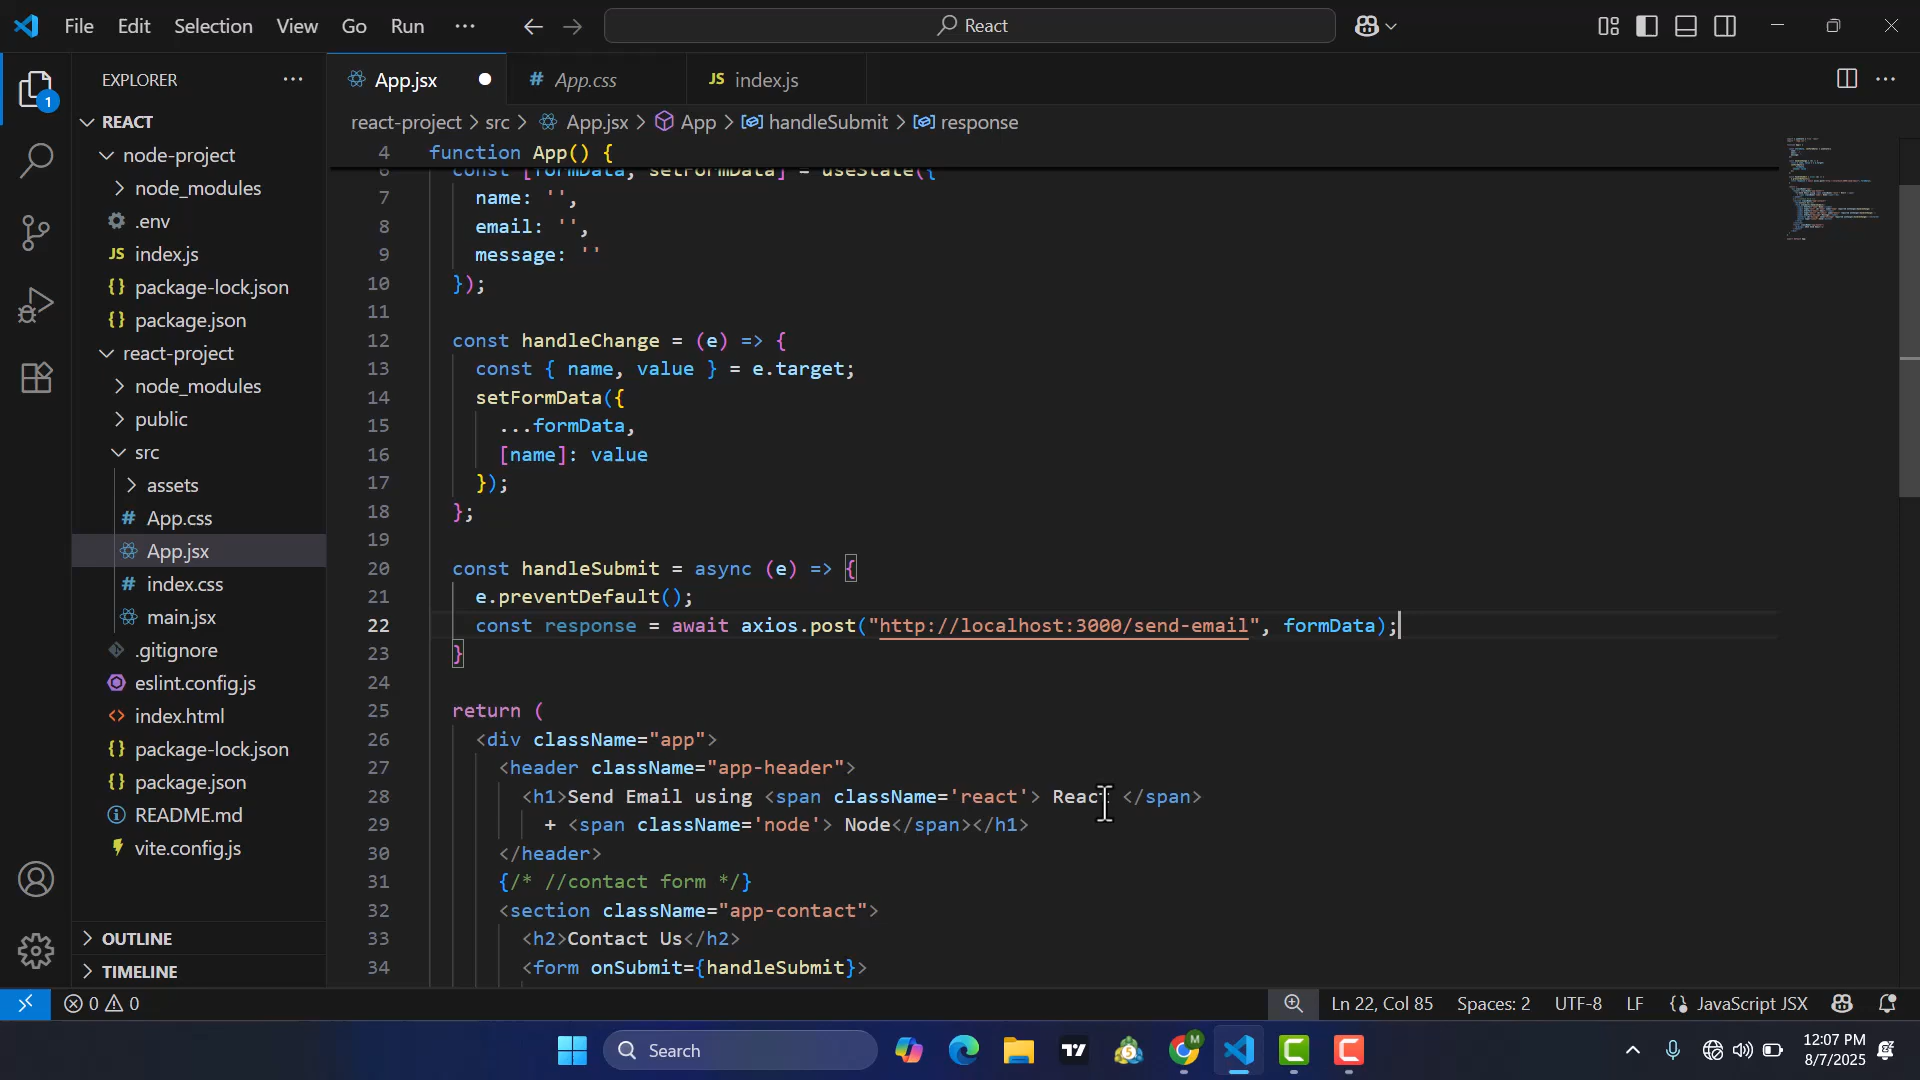 File Edit Selection View Go Run ··· React
EXPLORER ···
App.jsx # App.css JS index.js ···
react-project > src > App.jsx > App > handleSubmit > response
REACT
node-project
node_modules
.env
JS index.js
{} package-lock.json
{} package.json
react-project
node_modules
public
src
assets
# App.css
App.jsx
# index.css
main.jsx
.gitignore
eslint.config.js
<> index.html
{} package-lock.json
{} package.json
README.md
vite.config.js
OUTLINE
TIMELINE
1
4 function App() {
6 const [formData, setFormData] = useState({
7 name: '',
8 email: '',
9 message: ''
10 });
11
12 const handleChange = (e) => {
13 const { name, value } = e.target;
14 setFormData({
15 ...formData,
16 [name]: value
17 });
18 };
19
20 const handleSubmit = async (e) => {
21 e.preventDefault();
22 const response = await axios.post("http://localhost:3000/send-email", formData);
23 }
24
25 return (
26 <div className="app">
27 <header className="app-header">
28 <h1>Send Email using <span className='react'> React </span>
29 + <span className='node'> Node</span></h1>
30 </header>
31 {/* //contact form */}
32 <section className="app-contact">
33 <h2>Contact Us</h2>
34 <form onSubmit={handleSubmit}>
0 0 Ln 22, Col 85 Spaces: 2 UTF-8 LF {} JavaScript JSX
Search M 12:07 PM
8/7/2025